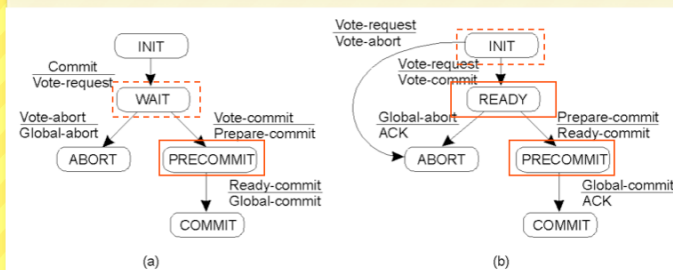 INIT
Commit
Vote-request
WAIT
Vote-abort
Global-abort
Vote-commit
Prepare-commit
ABORT
PRECOMMIT
Ready-commit
Global-commit
COMMIT
(a)
Vote-request
Vote-abort
INIT
Vote-request
Vote-commit
READY
Global-abort
ACK
Prepare-commit
Ready-commit
ABORT
PRECOMMIT
Global-commit
ACK
COMMIT
(b)